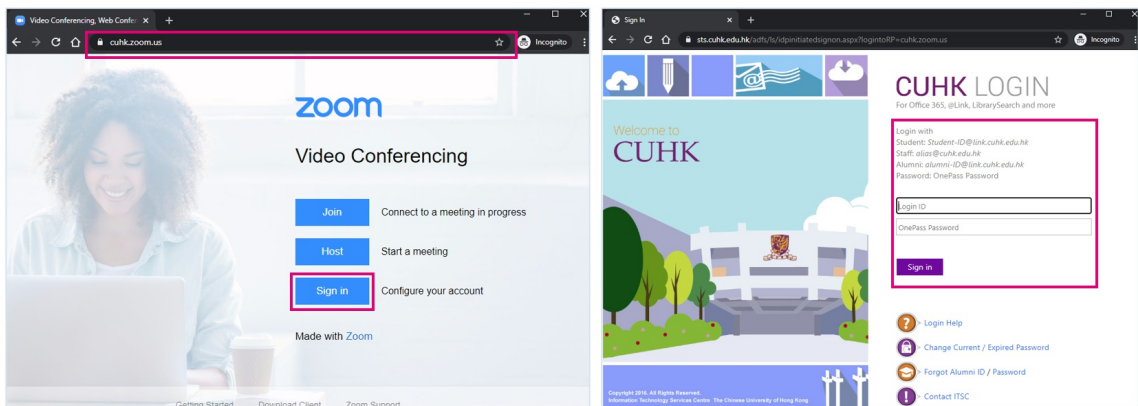 Video Conferencing, Web Confer
cuhk.zoom.us
Incognito
zoom
Video Conferencing
Join
Connect to a meeting in progress
Host
Start a meeting
Sign in
Configure your account
Made with Zoom
Getting Started Download Client Zoom Support
Sign In
sts.cuhk.edu.hk/adfs/ls/idpinitiatedsignon.aspx?logintoRP=cuhk.zoom.us
Incognito
Welcome to
CUHK
Copyright 2016. All Rights Reserved.
Information Technology Services Centre The Chinese University of Hong Kong
CUHK LOGIN
For Office 365, @Link, LibrarySearch and more
Login with
Student: Student-ID@link.cuhk.edu.hk
Staff: alias@cuhk.edu.hk
Alumni: alumni-ID@link.cuhk.edu.hk
Password: OnePass Password
Login ID
OnePass Password
Sign in
Login Help
Change Current / Expired Password
Forgot Alumni ID / Password
Contact ITSC